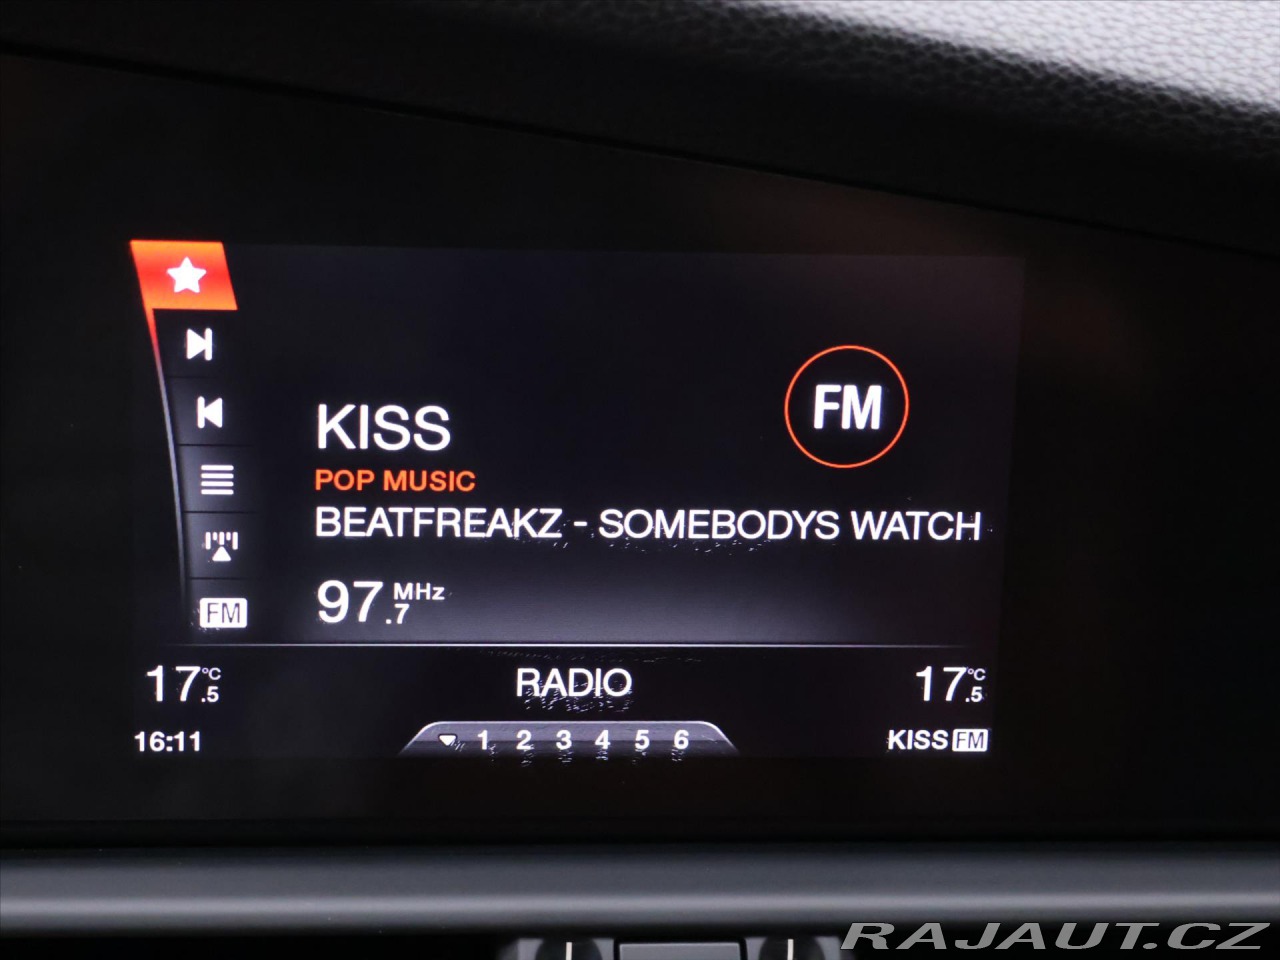 KISS
FM
POP MUSIC
BEATFREAKZ - SOMEBODYS WATCH
97.7 MHz
FM
17.5 °C
RADIO
17.5 °C
16:11
1 2 3 4 5 6
KISS FM
RAJAUT.CZ